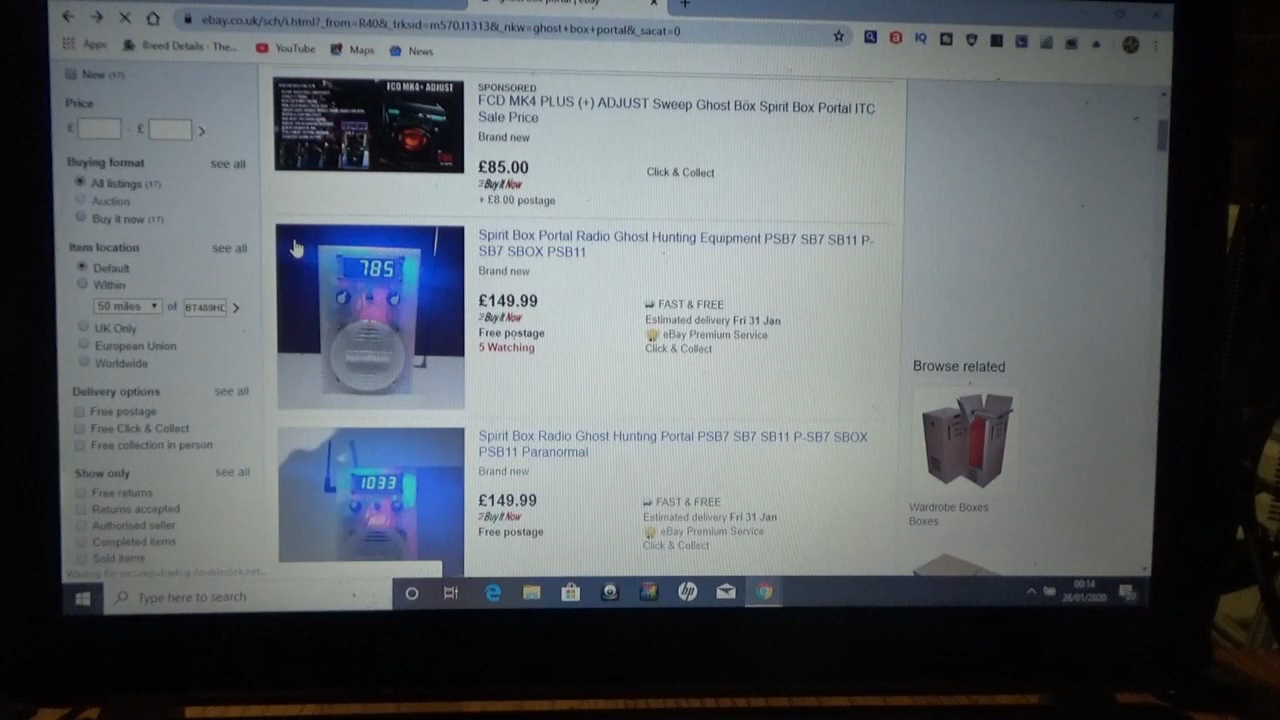 ebay.co.uk/sch/i.html?_from=R40&_trksid=m570.l1313&_nkw=ghost+box+portal&_sacat=0
Apps
Breed Details - The...
YouTube
Maps
News
New (17)
Price
£ - £
Buying format see all
All listings (17)
Auction
Buy it now (17)
Item location see all
Default
Within
50 miles of
UK Only
European Union
Worldwide
Delivery options see all
Free postage
Free Click & Collect
Free collection in person
Show only see all
Free returns
Returns accepted
Authorised seller
Completed items
Sold items
FCD MK4+ ADJUST
SPONSORED
FCD MK4 PLUS (+) ADJUST Sweep Ghost Box Spirit Box Portal ITC
Sale Price
Brand new
£85.00
Buy It Now
+ £8.00 postage
Click & Collect
785
Spirit Box Portal Radio Ghost Hunting Equipment PSB7 SB7 SB11 P-
SB7 SBOX PSB11
Brand new
£149.99
Buy It Now
Free postage
5 Watching
FAST & FREE
Estimated delivery Fri 31 Jan
eBay Premium Service
Click & Collect
1033
Spirit Box Radio Ghost Hunting Portal PSB7 SB7 SB11 P-SB7 SBOX
PSB11 Paranormal
Brand new
£149.99
Buy It Now
Free postage
FAST & FREE
Estimated delivery Fri 31 Jan
eBay Premium Service
Click & Collect
Browse related
Wardrobe Boxes
Boxes
Type here to search
hp
00:14